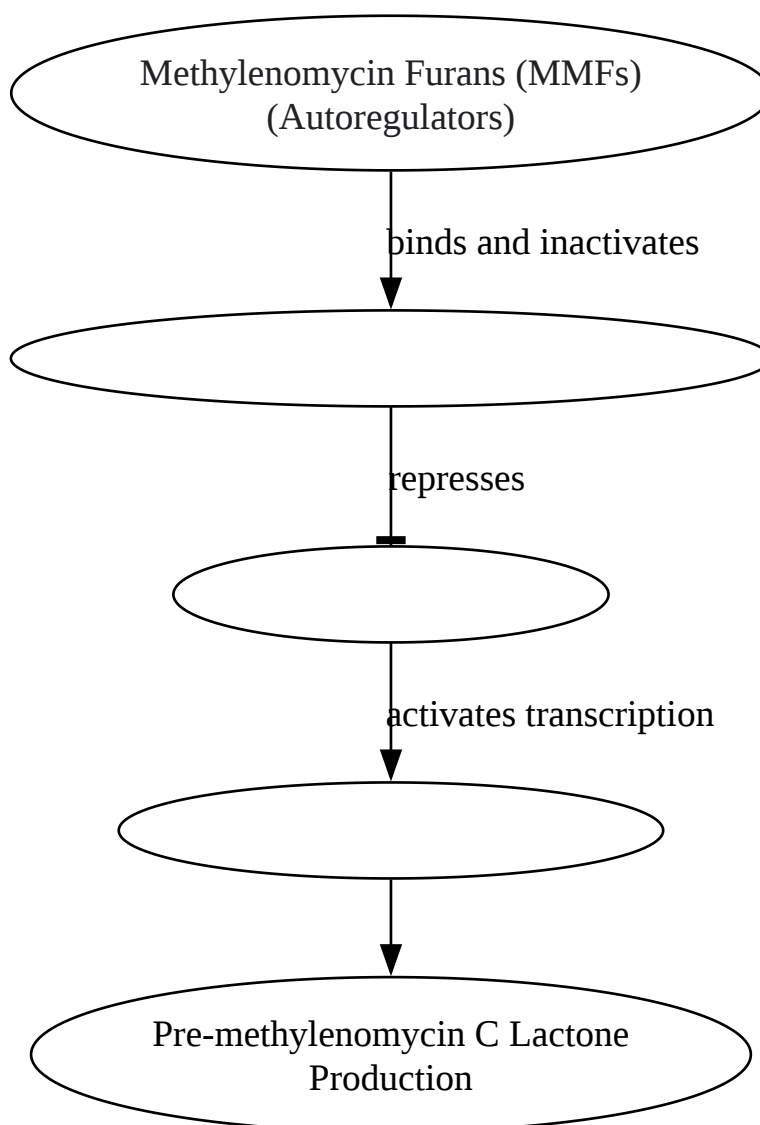 Methylenomycin Furans (MMFs)
(Autoregulators)
binds and inactivates
represses
activates transcription
Pre-methylenomycin C Lactone
Production